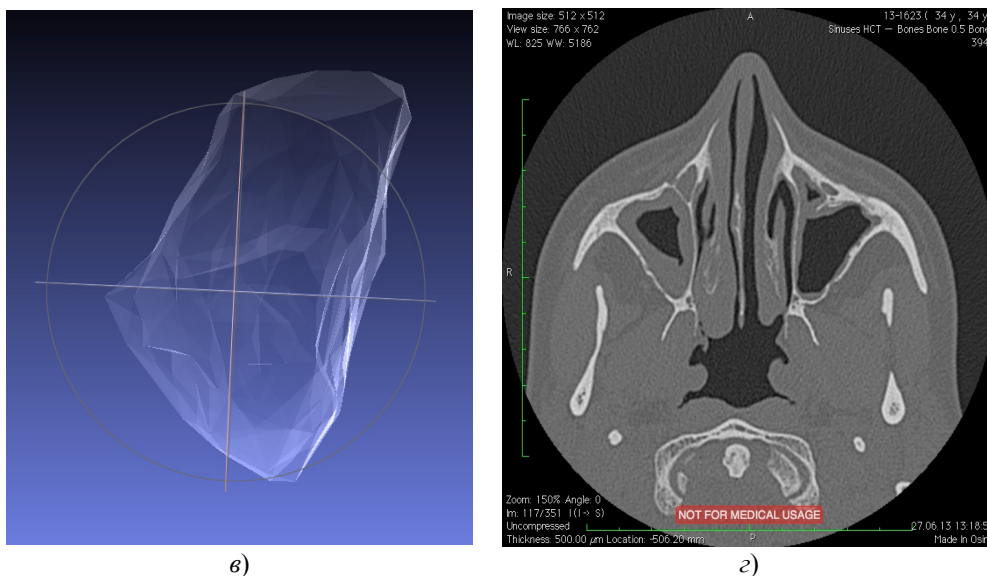 Image size: 512 x 512
View size: 766 x 762
WL: 825 WW: 5186
A
13-1623 ( 34 y , 34 y )
Sinuses HCT — Bones Bone 0.5 Bone
394
R
Zoom: 150% Angle: 0
Im: 117/351 I(I-> S)
Uncompressed
Thickness: 500.00 µm Location: -506.20 mm
NOT FOR MEDICAL USAGE
P
27.06.13 13:18:5
Made In Osiri
в)
г)